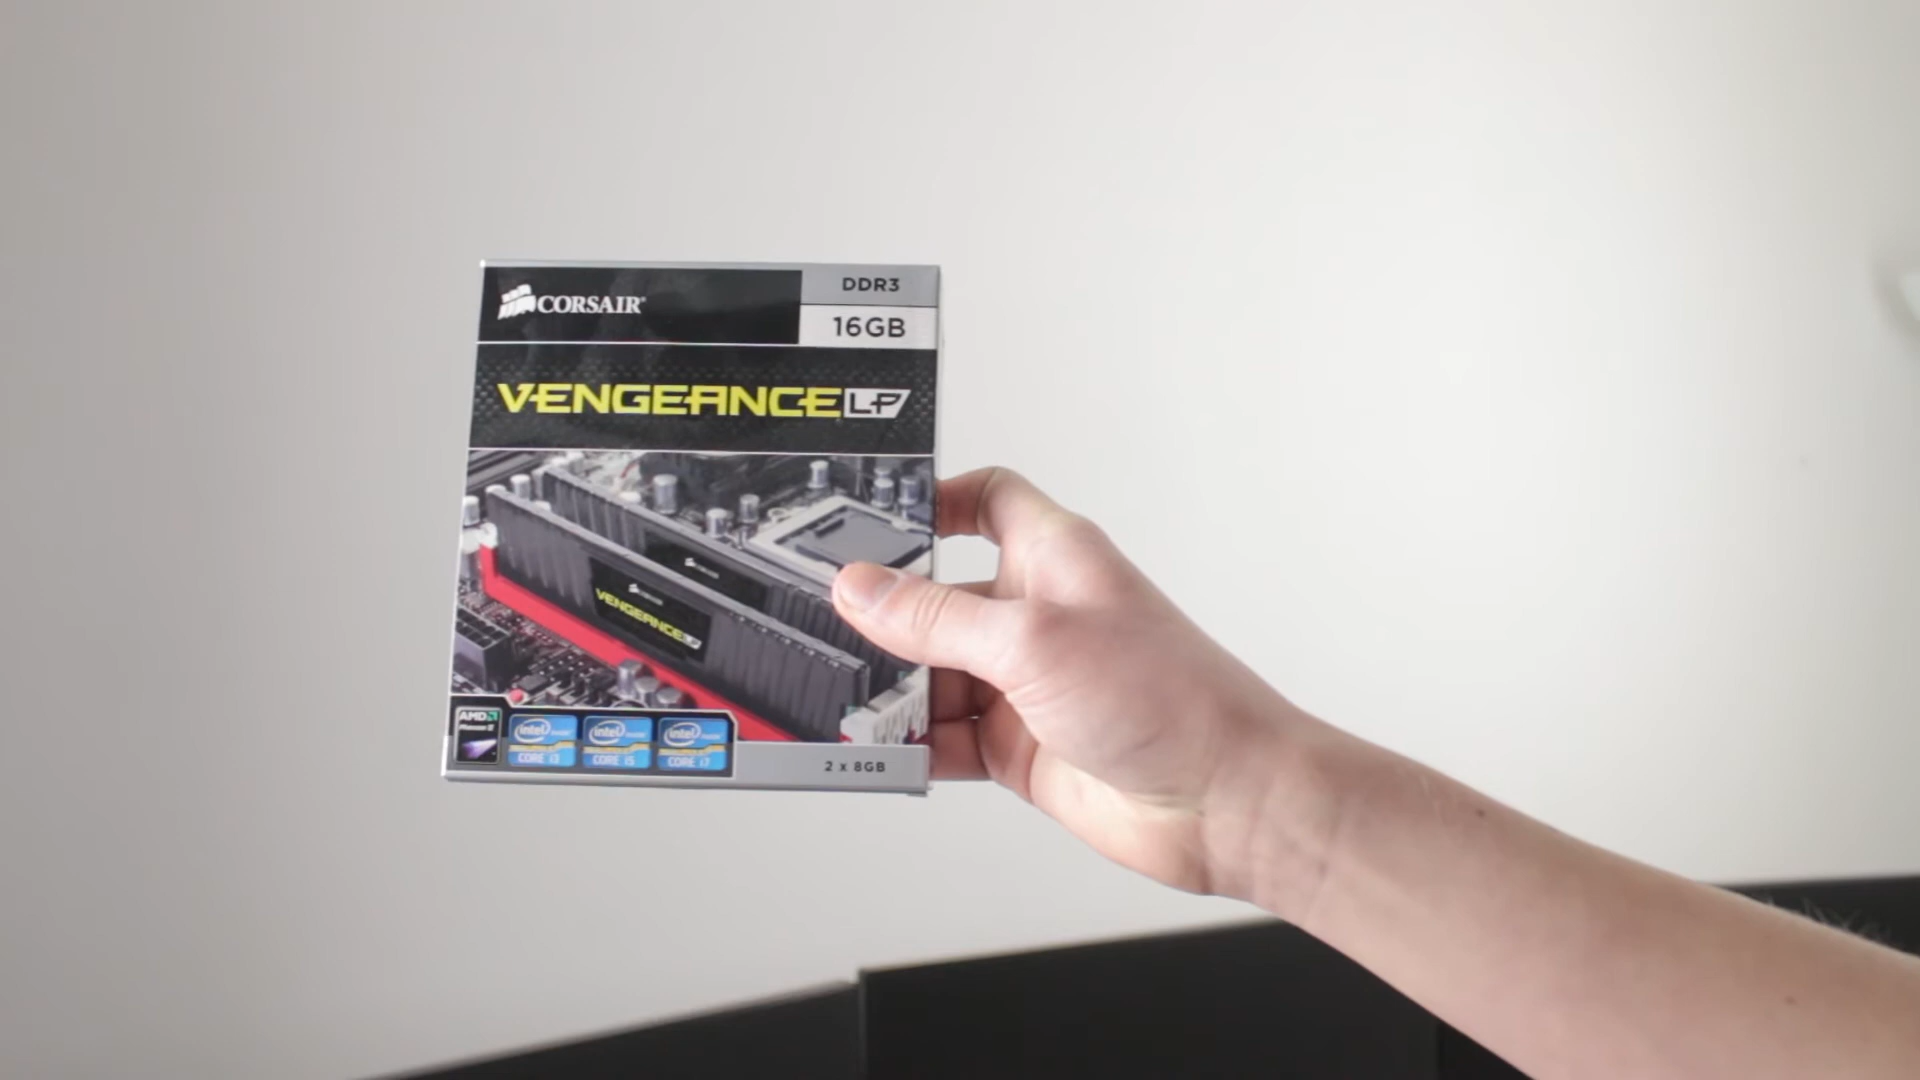 CORSAIR
DDR3
16GB
VENGEANCE LP
VENGEANCE LP
AMD
intel
CORE i3
intel
CORE i5
intel
CORE i7
2 x 8GB